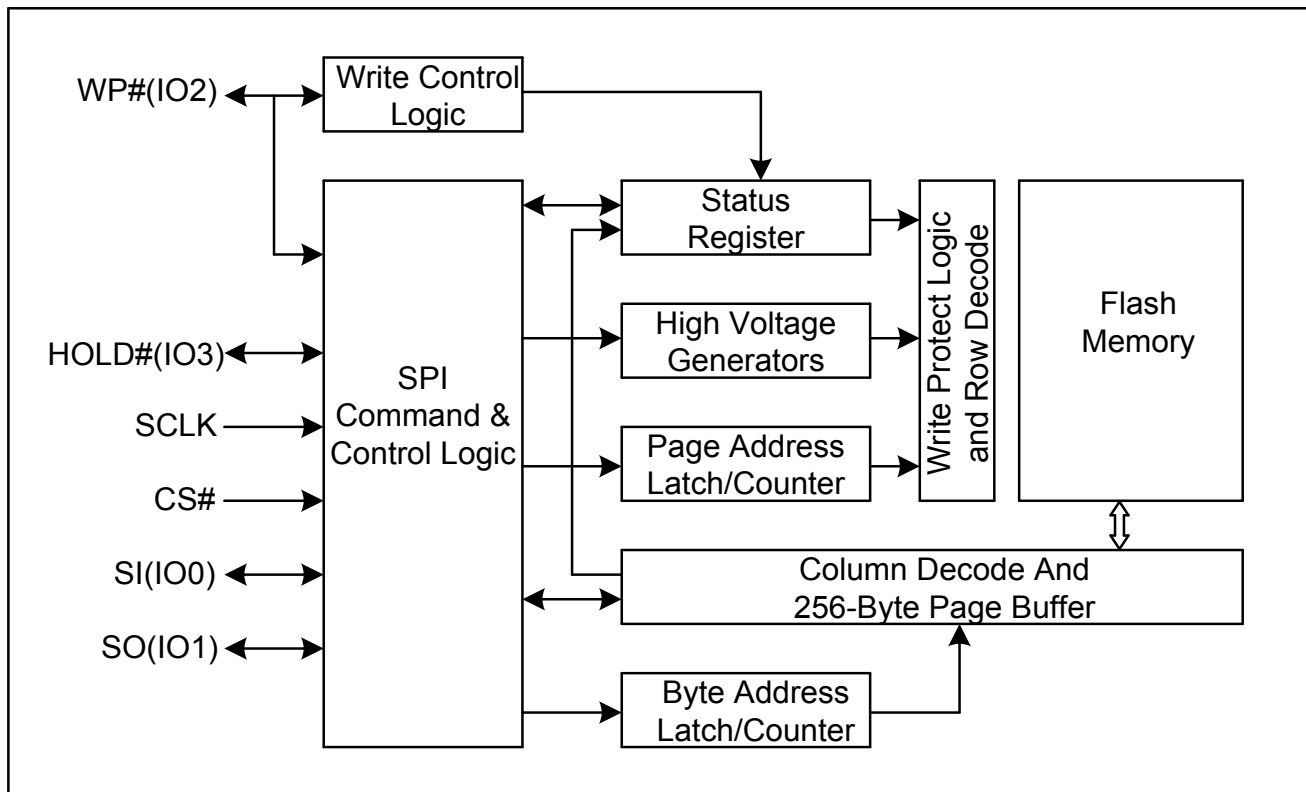 WP#(IO2)
Write Control
Logic
HOLD#(IO3)
SCLK
CS#
SI(IO0)
SO(IO1)
SPI
Command &
Control Logic
Status
Register
High Voltage
Generators
Page Address
Latch/Counter
Write Protect Logic
and Row Decode
Flash
Memory
Column Decode And
256-Byte Page Buffer
Byte Address
Latch/Counter